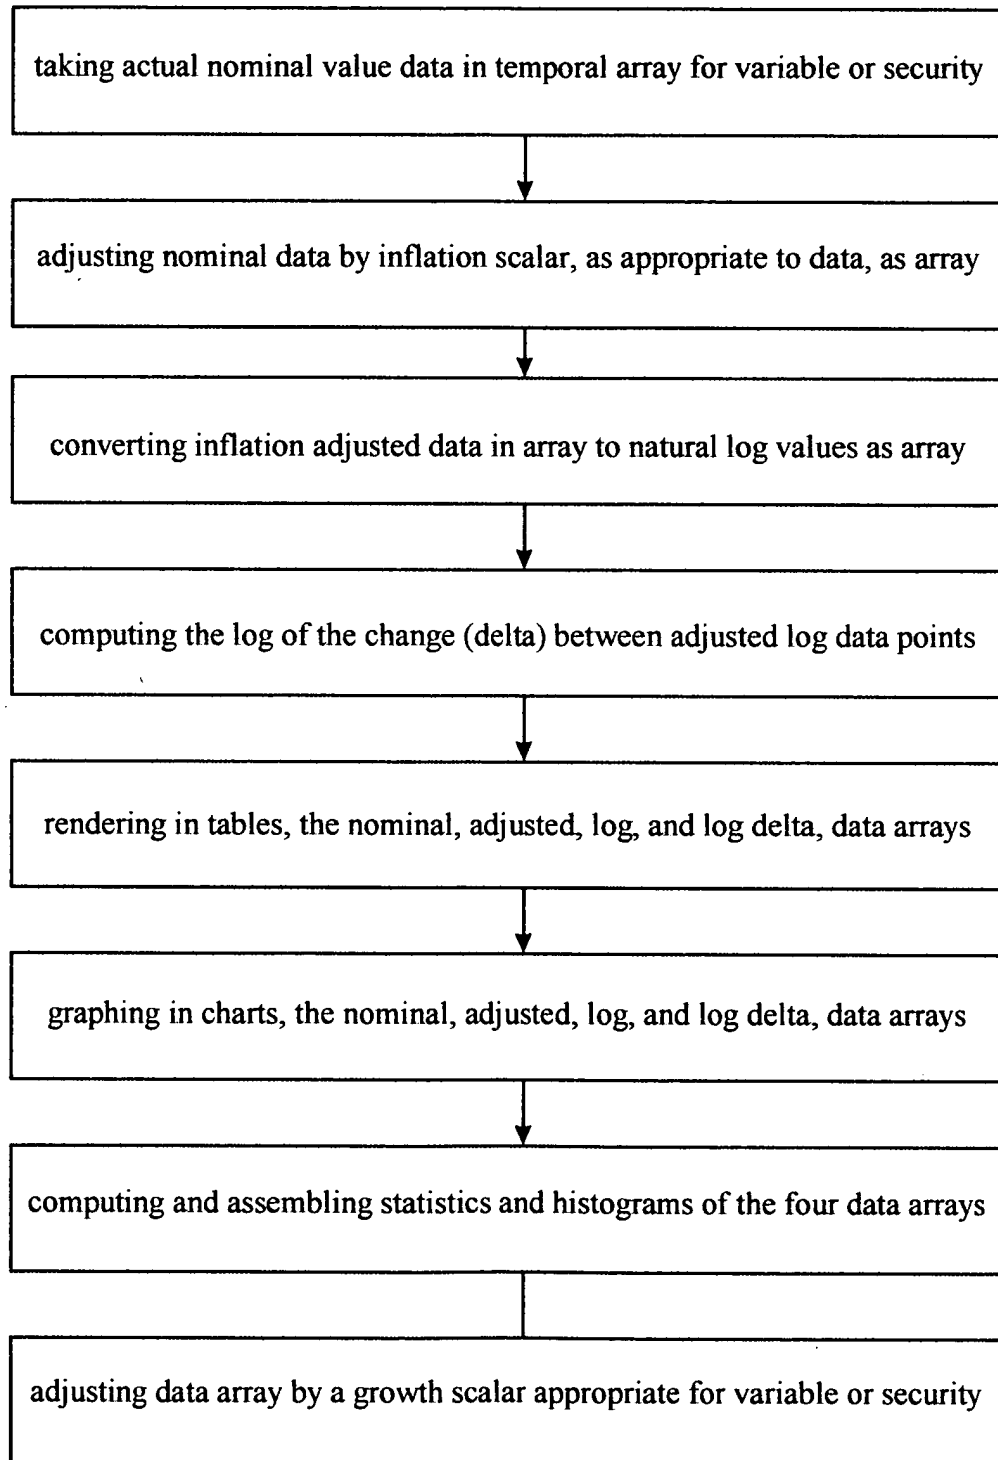 taking actual nominal value data in temporal array for variable or security
adjusting nominal data by inflation scalar, as appropriate to data, as array
converting inflation adjusted data in array to natural log values as array
computing the log of the change (delta) between adjusted log data points
rendering in tables, the nominal, adjusted, log, and log delta, data arrays
graphing in charts, the nominal, adjusted, log, and log delta, data arrays
computing and assembling statistics and histograms of the four data arrays
adjusting data array by a growth scalar appropriate for variable or security